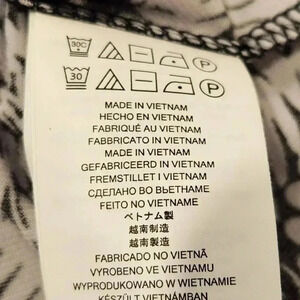 30C P
30 P
MADE IN VIETNAM
HECHO EN VIETNAM
FABRIQUÉ AU VIETNAM
FABBRICATO IN VIETNAM
MADE IN VIETNAM
GEFABRICEERD IN VIETNAM
FREMSTILLET I VIETNAM
СДЕЛАНО ВО ВЬЕТНАМЕ
FEITO NO VIETNAME
ベトナム製
越南制造
越南製造
FABRICADO NO VIETNÃ
VYROBENO VE VIETNAMU
WYPRODUKOWANO W WIETNAMIE
KÉSZÜLT VIETNÁMBAN